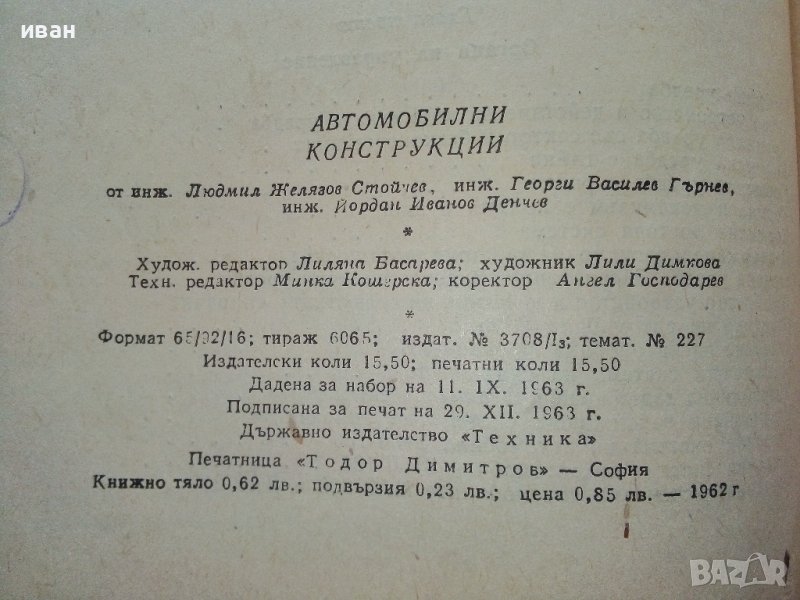 иван
АВТОМОБИЛНИ
КОНСТРУКЦИИ
от инж. Людмил Желязов Стойчев, инж. Георги Василев Гърнев,
инж. Йордан Иванов Денчев
*
Худож. редактор Лиляна Басарева; художник Лили Димкова
Техн. редактор Минка Кошерска; коректор Ангел Господарев
*
Формат 65/92/16; тираж 6065; издат. № 3708/I₃; темат. № 227
Издателски коли 15,50; печатни коли 15,50
Дадена за набор на 11. IX. 1963 г.
Подписана за печат на 29. XII. 1963 г.
Държавно издателство «Техника»
Печатница «Тодор Димитров» — София
Книжно тяло 0,62 лв.; подвързия 0,23 лв.; цена 0,85 лв. — 1962 г
BAZAR